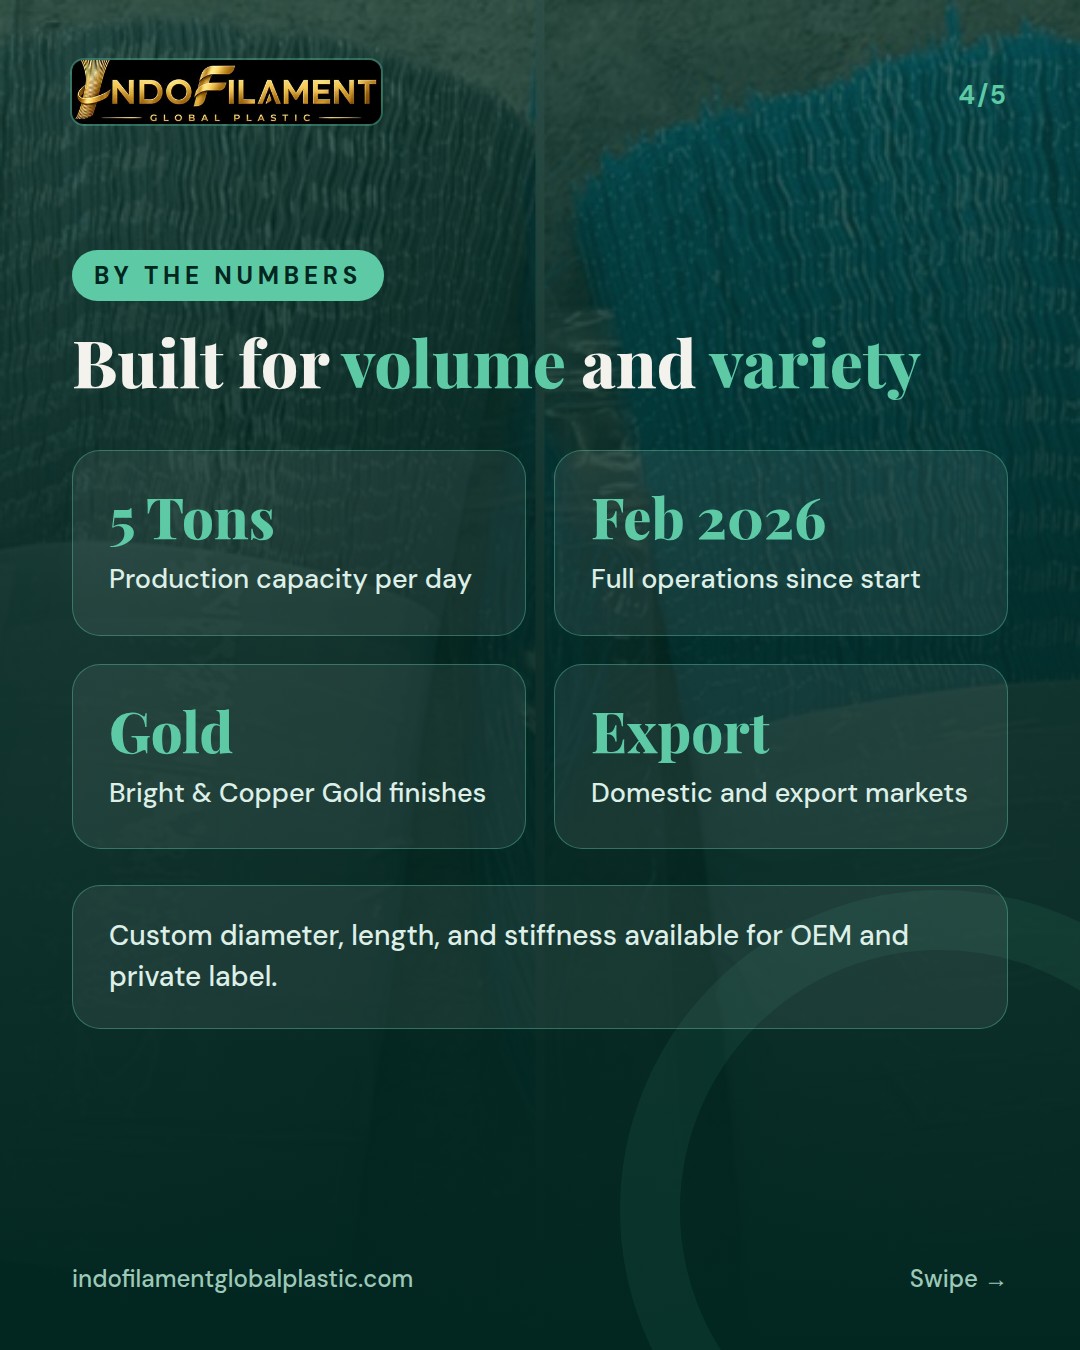 INDOFILAMENT
GLOBAL PLASTIC
4/5
BY THE NUMBERS
Built for volume and variety
5 Tons
Production capacity per day
Feb 2026
Full operations since start
Gold
Bright & Copper Gold finishes
Export
Domestic and export markets
Custom diameter, length, and stiffness available for OEM and
private label.
indofilamentglobalplastic.com
Swipe →